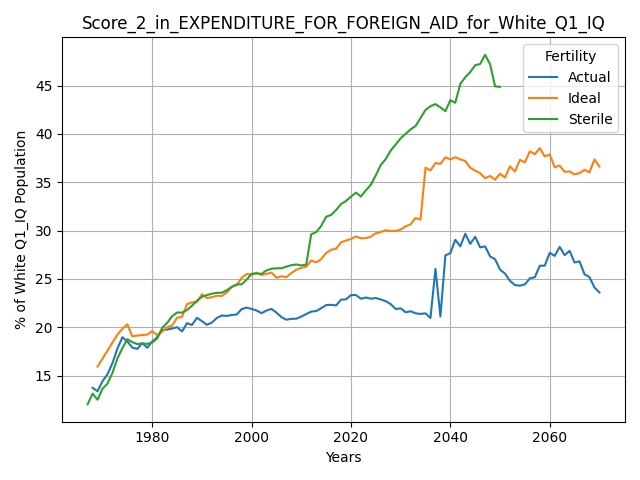 Score_2_in_EXPENDITURE_FOR_FOREIGN_AID_for_White_Q1_IQ
Fertility
Actual
Ideal
Sterile
% of White Q1_IQ Population
45
40
35
30
25
20
15
1980
2000
2020
2040
2060
Years